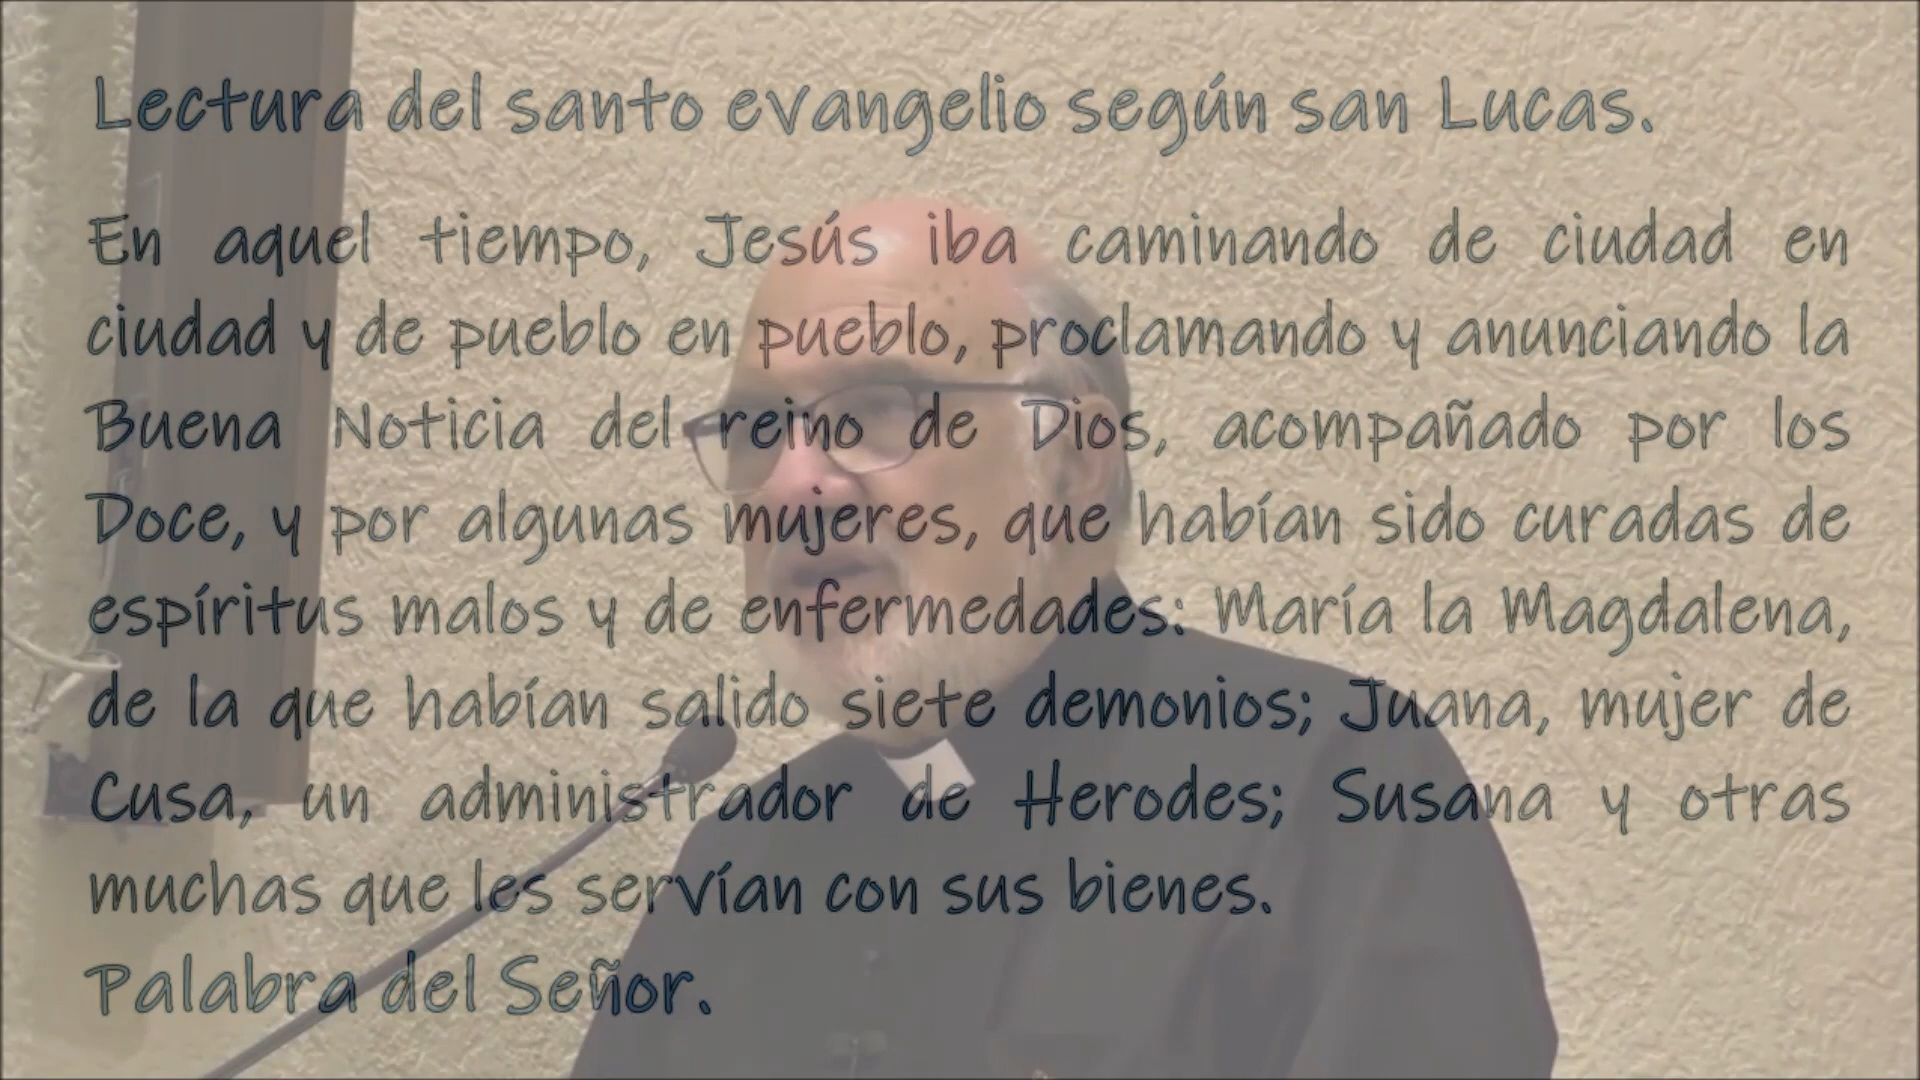 Lectura del santo evangelio según san Lucas.
En aquel tiempo, Jesús iba caminando de ciudad en
ciudad y de pueblo en pueblo, proclamando y anunciando la
Buena Noticia del reino de Dios, acompañado por los
Doce, y por algunas mujeres, que habían sido curadas de
espíritus malos y de enfermedades: María la Magdalena,
de la que habían salido siete demonios; Juana, mujer de
Cusa, un administrador de Herodes; Susana y otras
muchas que les servían con sus bienes.
Palabra del Señor.